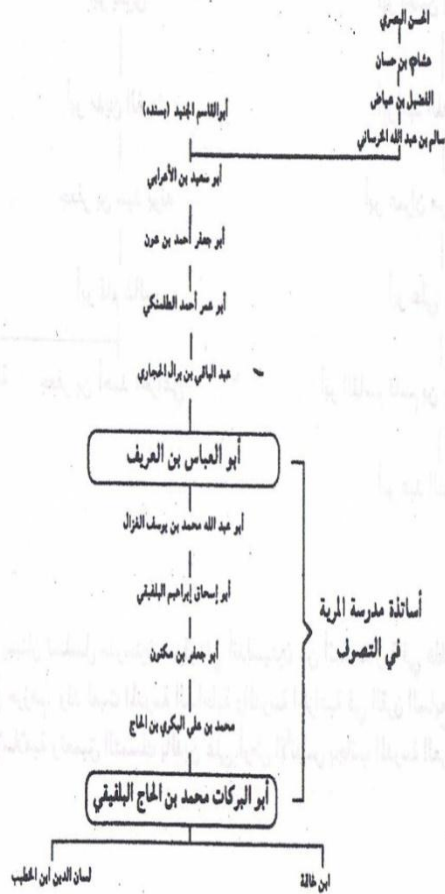 الحسن البصري
هشام بن حسان
الفضيل بن عياض
سالم بن عبد الله الخرساني
أبو القاسم الجنيد (بسنده)
أبو سعيد بن الأعرابي
أبو جعفر أحمد بن عون
أبو عمر أحمد الطلمنكي
عبد الباقي بن برال الحجاري
أبو العباس بن العريف
أبو عبد الله محمد بن يوسف الغزال
أبو إسحاق إبراهيم البلفيقي
أبو جعفر بن مكنون
محمد بن علي البكري بن الحاج
أبو البركات محمد بن الحاج البلفيقي
أساتذة مدرسة المرية
في التصوف
ابن خالة
لسان الدين ابن الخطيب